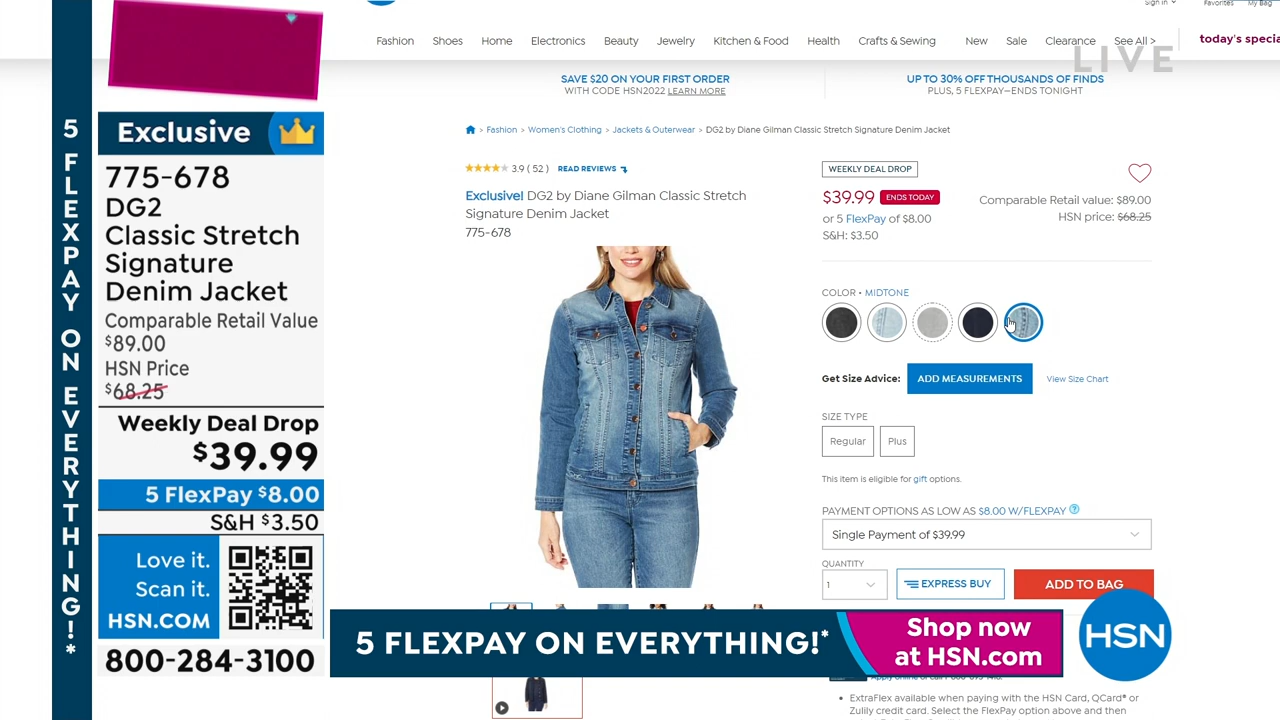 5 FLEXPAY ON EVERYTHING!*
Exclusive
775-678
DG2
Classic Stretch
Signature
Denim Jacket
Comparable Retail Value
$89.00
HSN Price
$68.25
Weekly Deal Drop
$39.99
5 FlexPay $8.00
S&H $3.50
Love it.
Scan it.
HSN.COM
800-284-3100
Sign In
Favorites
My Bag
Fashion Shoes Home Electronics Beauty Jewelry Kitchen & Food Health Crafts & Sewing New Sale Clearance See All >
today's specia
LIVE
SAVE $20 ON YOUR FIRST ORDER
WITH CODE HSN2022 LEARN MORE
UP TO 30% OFF THOUSANDS OF FINDS
PLUS, 5 FLEXPAY—ENDS TONIGHT
> Fashion > Women's Clothing > Jackets & Outerwear > DG2 by Diane Gilman Classic Stretch Signature Denim Jacket
3.9 ( 52 ) READ REVIEWS
Exclusive! DG2 by Diane Gilman Classic Stretch
Signature Denim Jacket
775-678
WEEKLY DEAL DROP
$39.99 ENDS TODAY
or 5 FlexPay of $8.00
S&H: $3.50
Comparable Retail value: $89.00
HSN price: $68.25
COLOR • MIDTONE
Get Size Advice: ADD MEASUREMENTS View Size Chart
SIZE TYPE
Regular Plus
This item is eligible for gift options.
PAYMENT OPTIONS AS LOW AS $8.00 W/FLEXPAY ?
Single Payment of $39.99
QUANTITY
1
EXPRESS BUY
ADD TO BAG
5 FLEXPAY ON EVERYTHING!*
Shop now
at HSN.com
HSN
• ExtraFlex available when paying with the HSN Card, QCard® or
Zulily credit card. Select the FlexPay option above and then